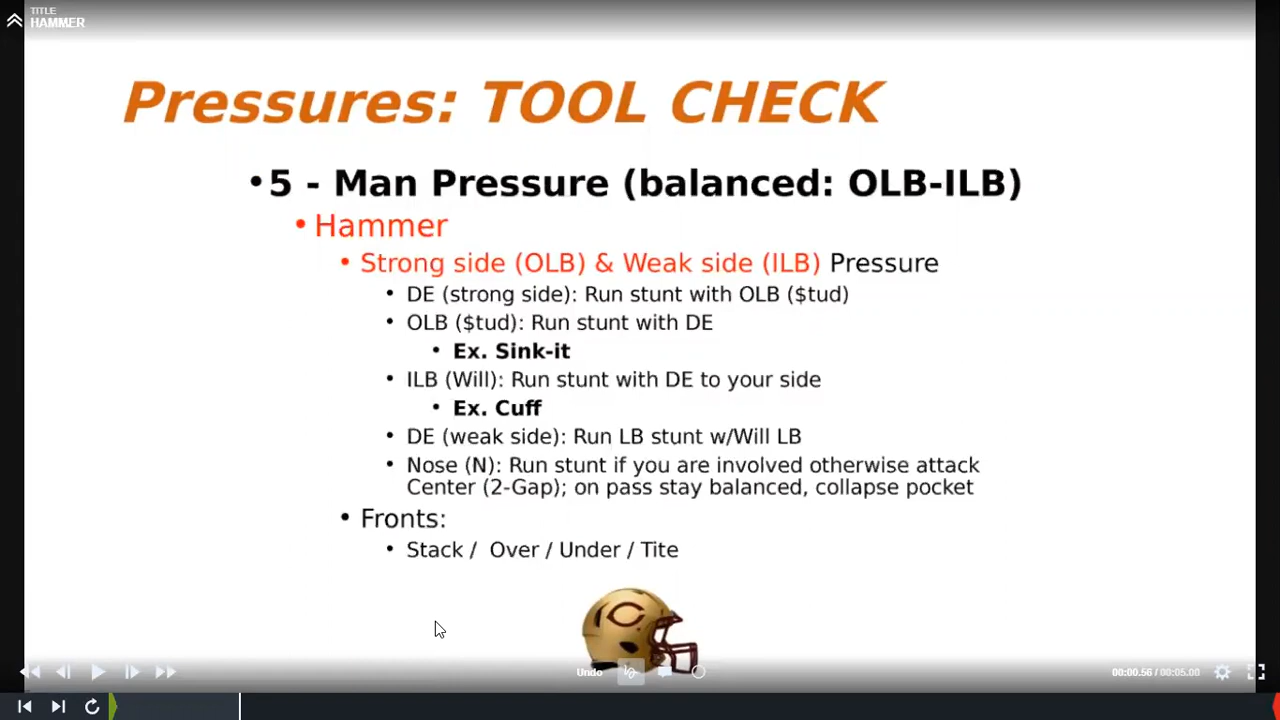 TITLE
HAMMER
Pressures: TOOL CHECK
•5 - Man Pressure (balanced: OLB-ILB)
• Hammer
• Strong side (OLB) & Weak side (ILB) Pressure
• DE (strong side): Run stunt with OLB ($tud)
• OLB ($tud): Run stunt with DE
• Ex. Sink-it
• ILB (Will): Run stunt with DE to your side
• Ex. Cuff
• DE (weak side): Run LB stunt w/Will LB
• Nose (N): Run stunt if you are involved otherwise attack
Center (2-Gap); on pass stay balanced, collapse pocket
• Fronts:
• Stack /  Over / Under / Tite
C
Undo
00:00.56 / 00:05.00